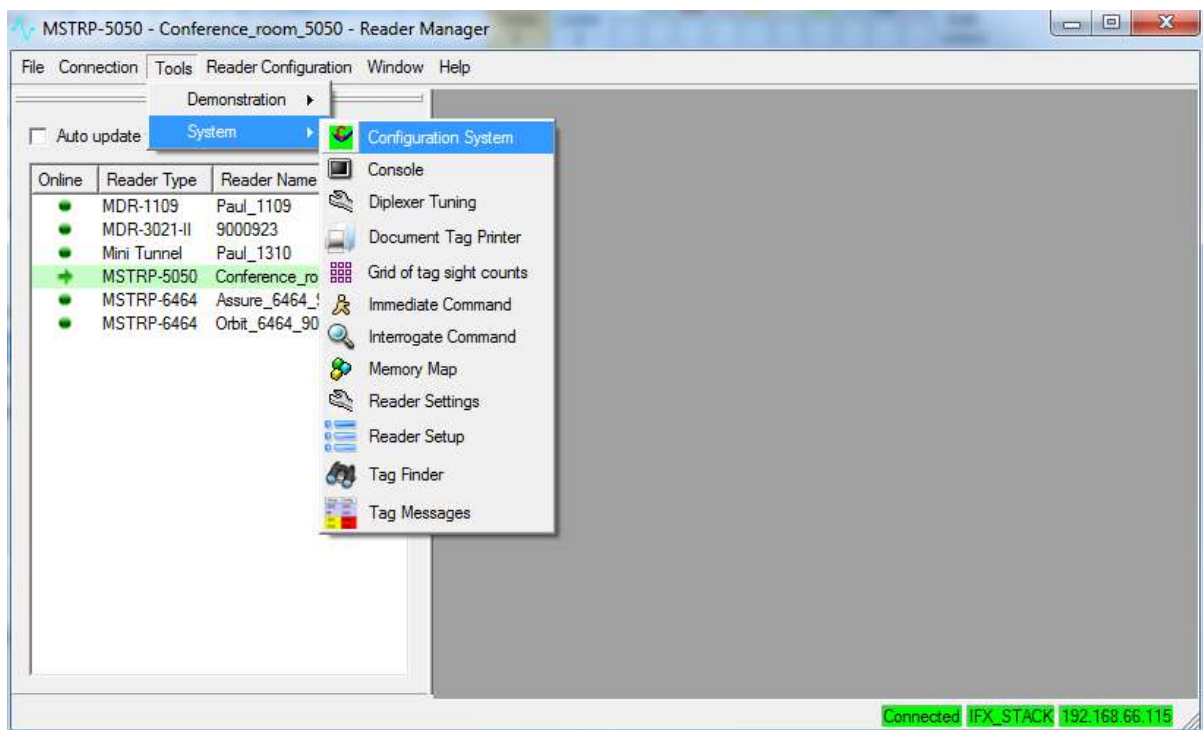 MSTRP-5050 - Conference_room_5050 - Reader Manager
File Connection Tools Reader Configuration Window Help
Demonstration
Auto update
System
Configuration System
Console
Diplexer Tuning
Document Tag Printer
Grid of tag sight counts
Immediate Command
Interrogate Command
Memory Map
Reader Settings
Reader Setup
Tag Finder
Tag Messages
Online Reader Type Reader Name
MDR-1109 Paul_1109
MDR-3021-II 9000923
Mini Tunnel Paul_1310
MSTRP-5050 Conference_ro
MSTRP-6464 Assure_6464_
MSTRP-6464 Orbit_6464_90
Connected IFX_STACK 192.168.66.115